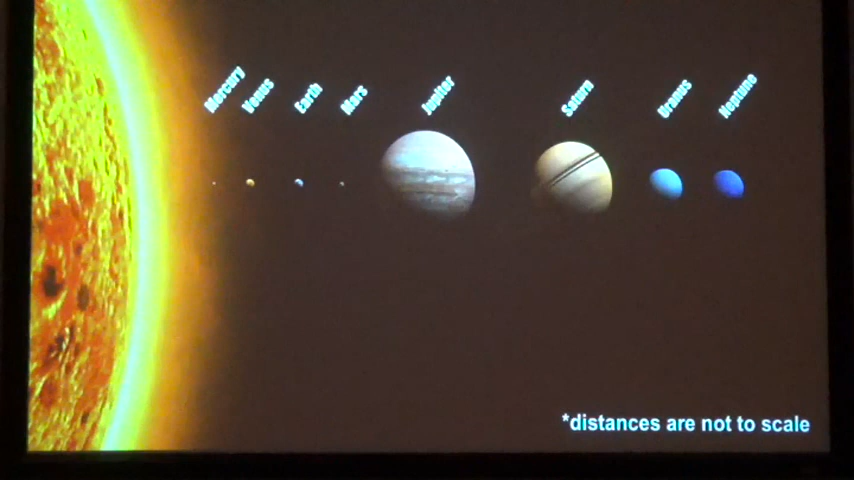 Mercury
Venus
Earth
Mars
Jupiter
Saturn
Uranus
Neptune
*distances are not to scale